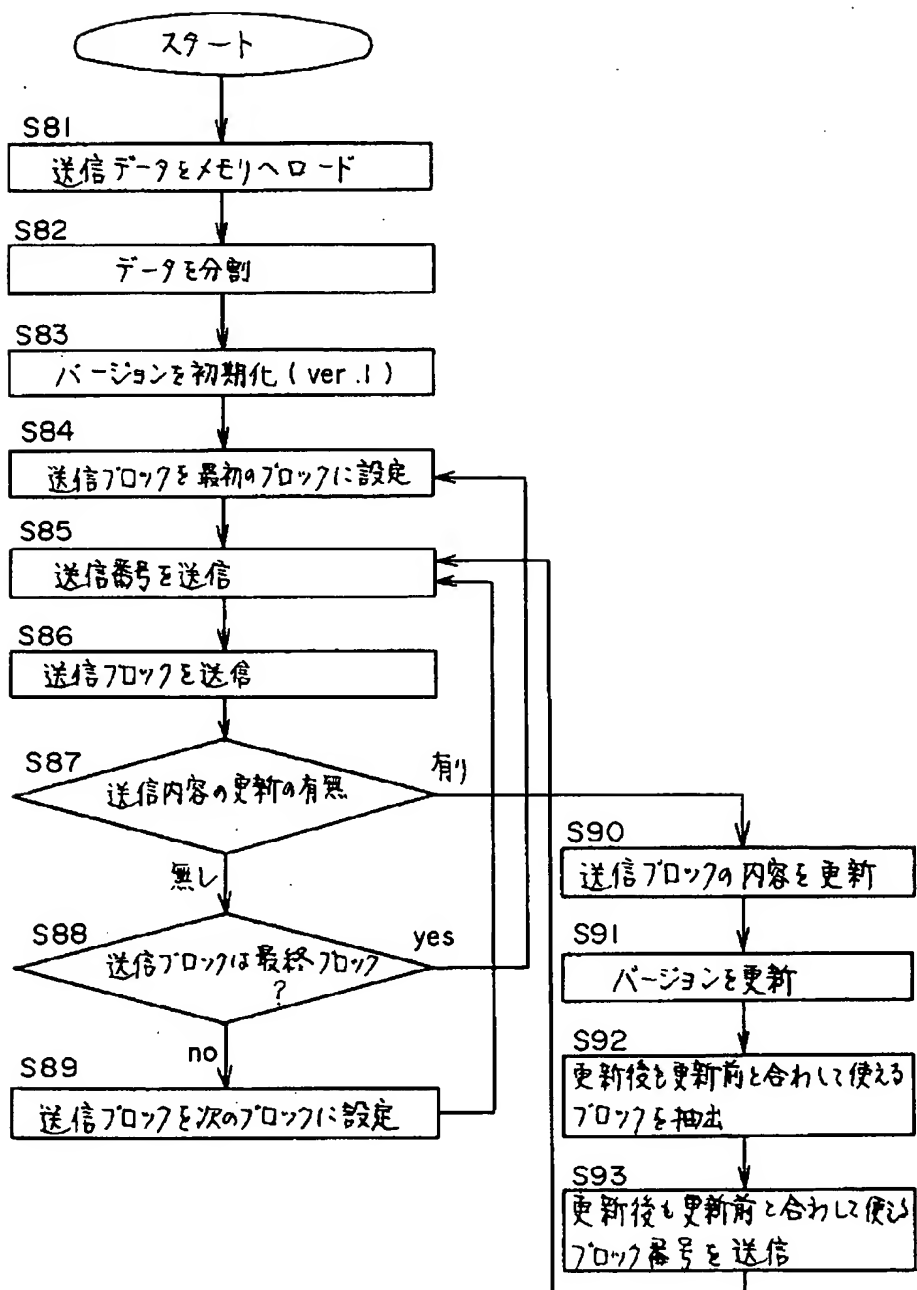 スタート
S81
送信データをメモリへロード
S82
データを分割
S83
バージョンを初期化(ver.1)
S84
送信ブロックを最初のブロックに設定
S85
送信番号を送信
S86
送信ブロックを送信
S87
送信内容の更新の有無
有り
無し
S88
送信ブロックは最終ブロック
?
yes
no
S89
送信ブロックを次のブロックに設定
S90
送信ブロックの内容を更新
S91
バージョンを更新
S92
更新後も更新前と合わして使える
ブロックを抽出
S93
更新後も更新前と合わして使える
ブロック番号を送信